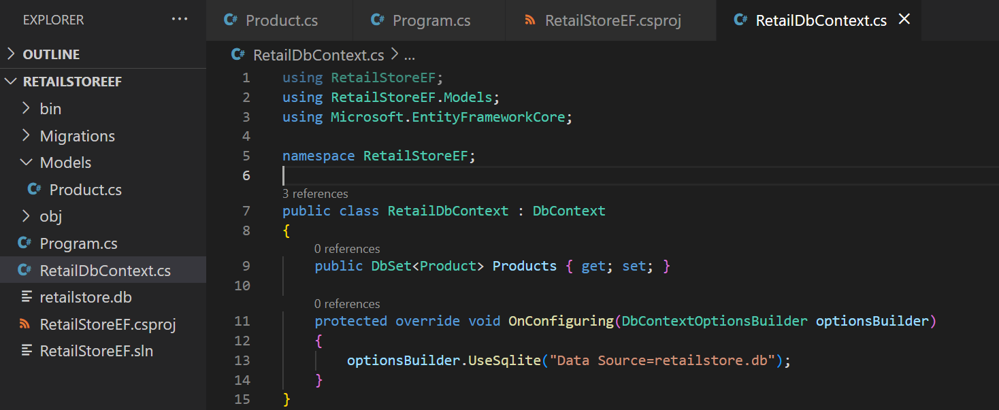 EXPLORER ...
OUTLINE
RETAILSTOREEF
bin
Migrations
Models
C# Product.cs
obj
C# Program.cs
C# RetailDbContext.cs
retailstore.db
RetailStoreEF.csproj
RetailStoreEF.sln
C# Product.cs C# Program.cs RetailStoreEF.csproj C# RetailDbContext.cs
C# RetailDbContext.cs > ...
1 using RetailStoreEF;
2 using RetailStoreEF.Models;
3 using Microsoft.EntityFrameworkCore;
4
5 namespace RetailStoreEF;
6
3 references
7 public class RetailDbContext : DbContext
8 {
0 references
9 public DbSet<Product> Products { get; set; }
10
0 references
11 protected override void OnConfiguring(DbContextOptionsBuilder optionsBuilder)
12 {
13 optionsBuilder.UseSqlite("Data Source=retailstore.db");
14 }
15 }